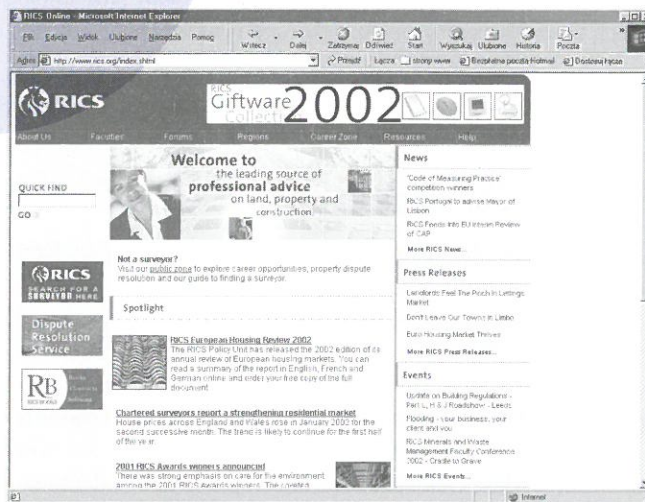 RICS Online - Microsoft Internet Explorer
Plik Edycja Widok Ulubione Narzędzia Pomoc
Wstecz Dalej Zatrzymaj Odśwież Start Wyszukaj Ulubione Historia Poczta
Adres http://www.rics.org/index.shtml Przejdź Łącza strony www Bezpłatna poczta Hotmail Dostosuj łącza
RICS
RICS
Giftware
Collection
2002
About Us Faculties Forums Regions Career Zone Resources Help
QUICK FIND
GO
RICS
SEARCH FOR A
SURVEYOR HERE
Dispute
Resolution
Service
RB
Welcome to
the leading source of
professional advice
on land, property and
construction.
Not a surveyor?
Visit our public zone to explore career opportunities, property dispute
resolution and our guide to finding a surveyor.
Spotlight
RICS European Housing Review 2002
The RICS Policy Unit has released the 2002 edition of its
annual review of European housing markets. You can
read a summary of the report in English, French and
German online and order your free copy of the full
document.
Chartered surveyors report a strengthening residential market
House prices across England and Wales rose in January 2002 for the
second successive month. The trend is likely to continue for the first half
of the year.
2001 RICS Awards winners announced
There was strong emphasis on care for the environment
among the 2001 RICS Awards winners. The coveted
News
'Code of Measuring Practice'
competition winners
RICS Portugal to advise Mayor of
Lisbon
RICS Feeds Into EU Interim Review
of CAP
More RICS News...
Press Releases
Landlords Feel The Pinch In Lettings
Market
Don't Leave Our Towns In Limbo
Euro Housing Market Thrives
More RICS Press Releases...
Events
Update on Building Regulations -
Part L, H & J Roadshow - Leeds
Flooding - your business, your
client and you
RICS Minerals and Waste
Management Faculty Conference
2002 - Cradle to Grave
More RICS Events...
Internet